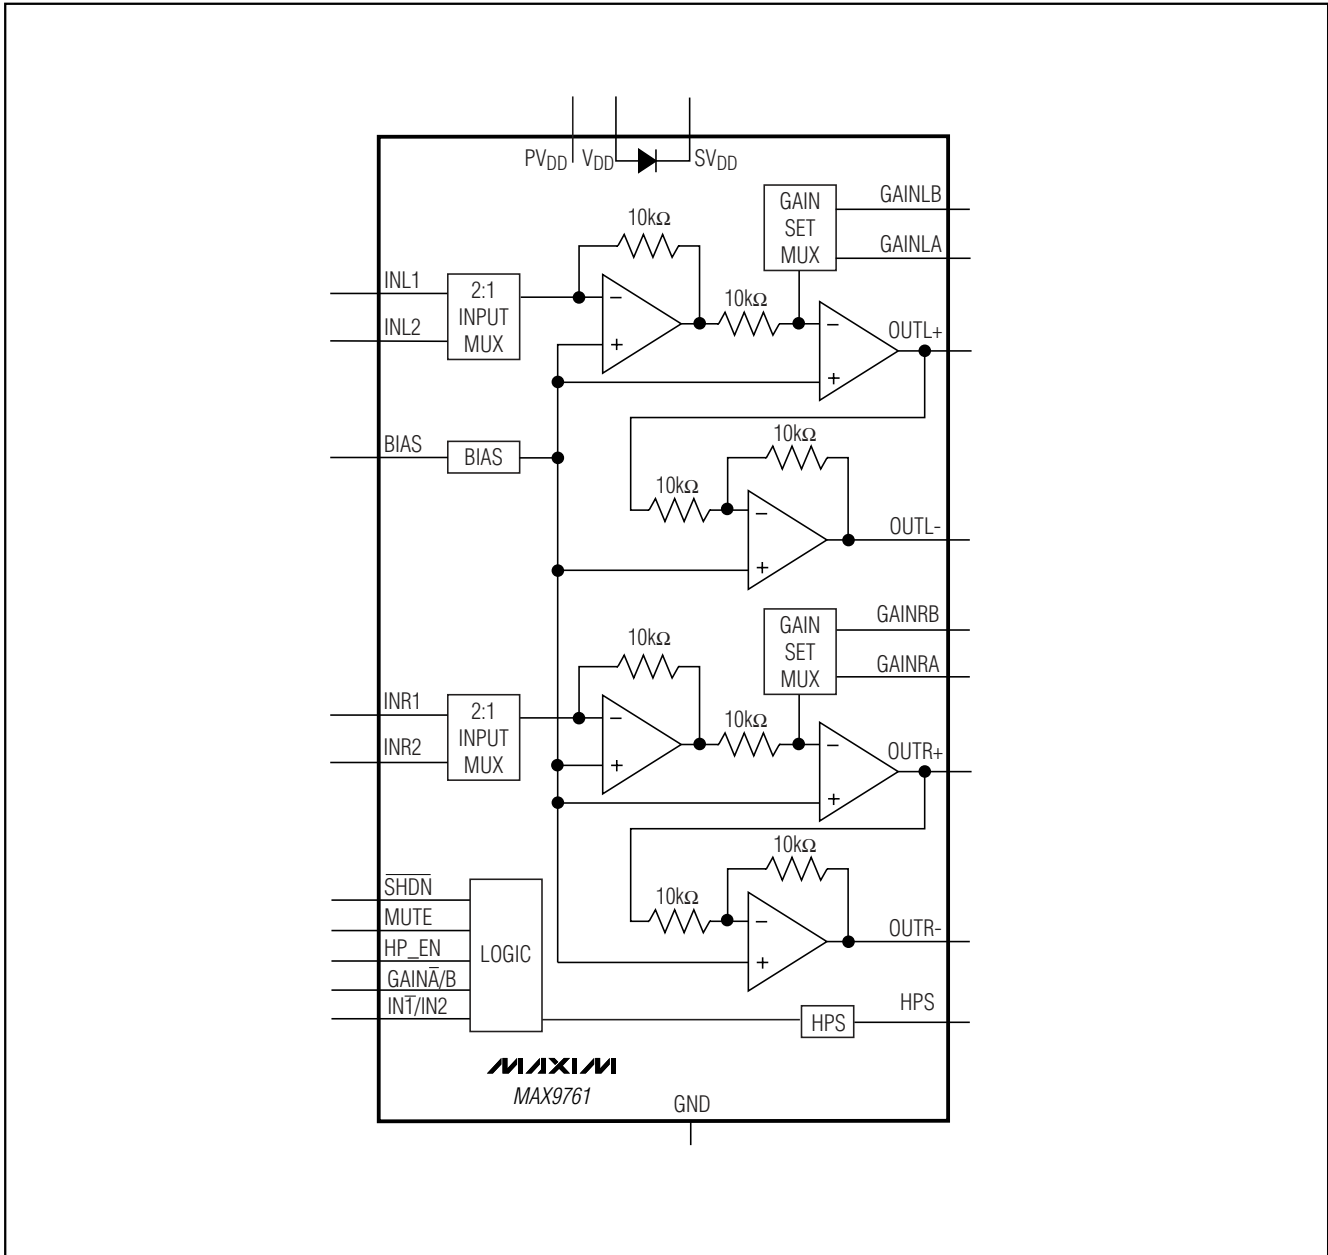 PVDD VDD SVDD
GAIN
SET
MUX
GAINLB
GAINLA
10kΩ
INL1
INL2
2:1
INPUT
MUX
10kΩ
OUTL+
BIAS
BIAS
10kΩ
10kΩ
OUTL-
GAIN
SET
MUX
GAINRB
GAINRA
10kΩ
INR1
INR2
2:1
INPUT
MUX
10kΩ
OUTR+
10kΩ
10kΩ
OUTR-
S̅H̅D̅N̅
MUTE
HP_EN
GAINA̅/B
IN1̅/IN2
LOGIC
HPS
HPS
MAXIM
MAX9761
GND